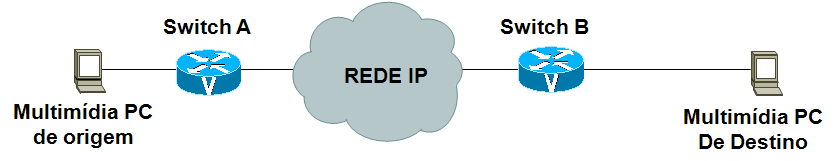 Switch A
Switch B
REDE IP
Multimídia PC
de origem
Multimídia PC
De Destino
V
V